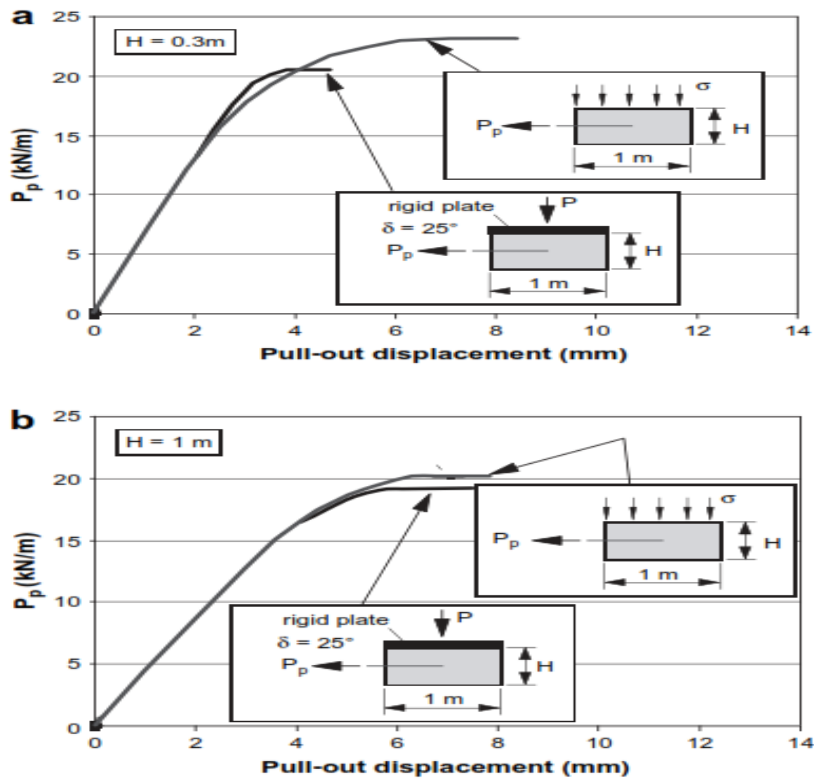 a
25
20
15
10
5
0
P_p (kN/m)
H = 0.3m
σ
P_p
H
1 m
rigid plate
P
δ = 25°
P_p
H
1 m
0 2 4 6 8 10 12 14
Pull-out displacement (mm)
b
25
20
15
10
5
0
P_p (kN/m)
H = 1 m
σ
P_p
H
1 m
rigid plate
P
δ = 25°
P_p
H
1 m
0 2 4 6 8 10 12 14
Pull-out displacement (mm)